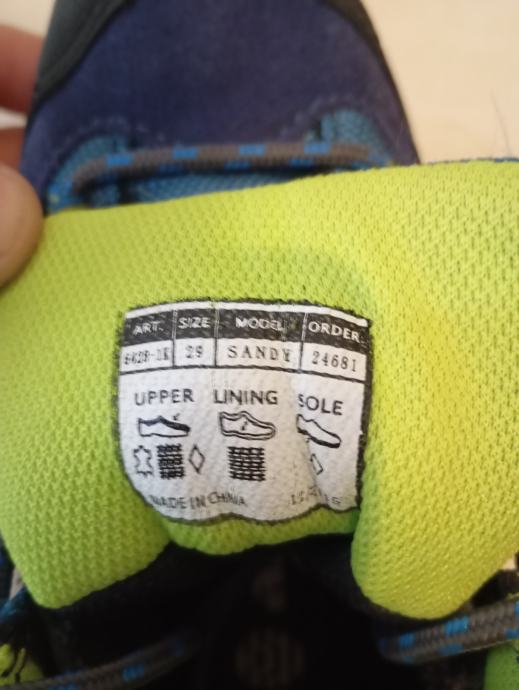 ART. SIZE MODEL ORDER
29 SANDY 24681
UPPER LINING SOLE
MADE IN CHINA